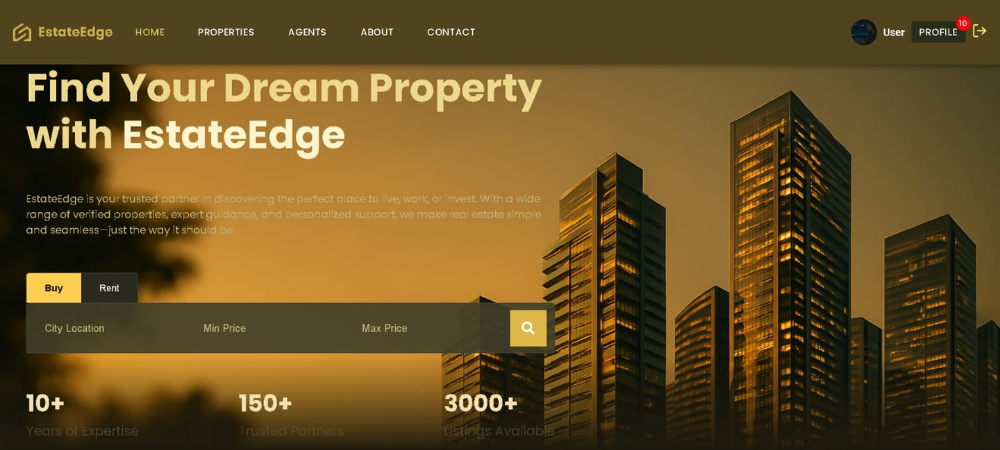 EstateEdge
HOME
PROPERTIES
AGENTS
ABOUT
CONTACT
User
PROFILE
10
Find Your Dream Property
with EstateEdge
EstateEdge is your trusted partner in discovering the perfect place to live, work, or invest. With a wide
range of verified properties, expert guidance, and personalized support, we make real estate simple
and seamless—just the way it should be.
Buy
Rent
City Location
Min Price
Max Price
10+
150+
3000+
Years of Expertise
Trusted Partners
Listings Available